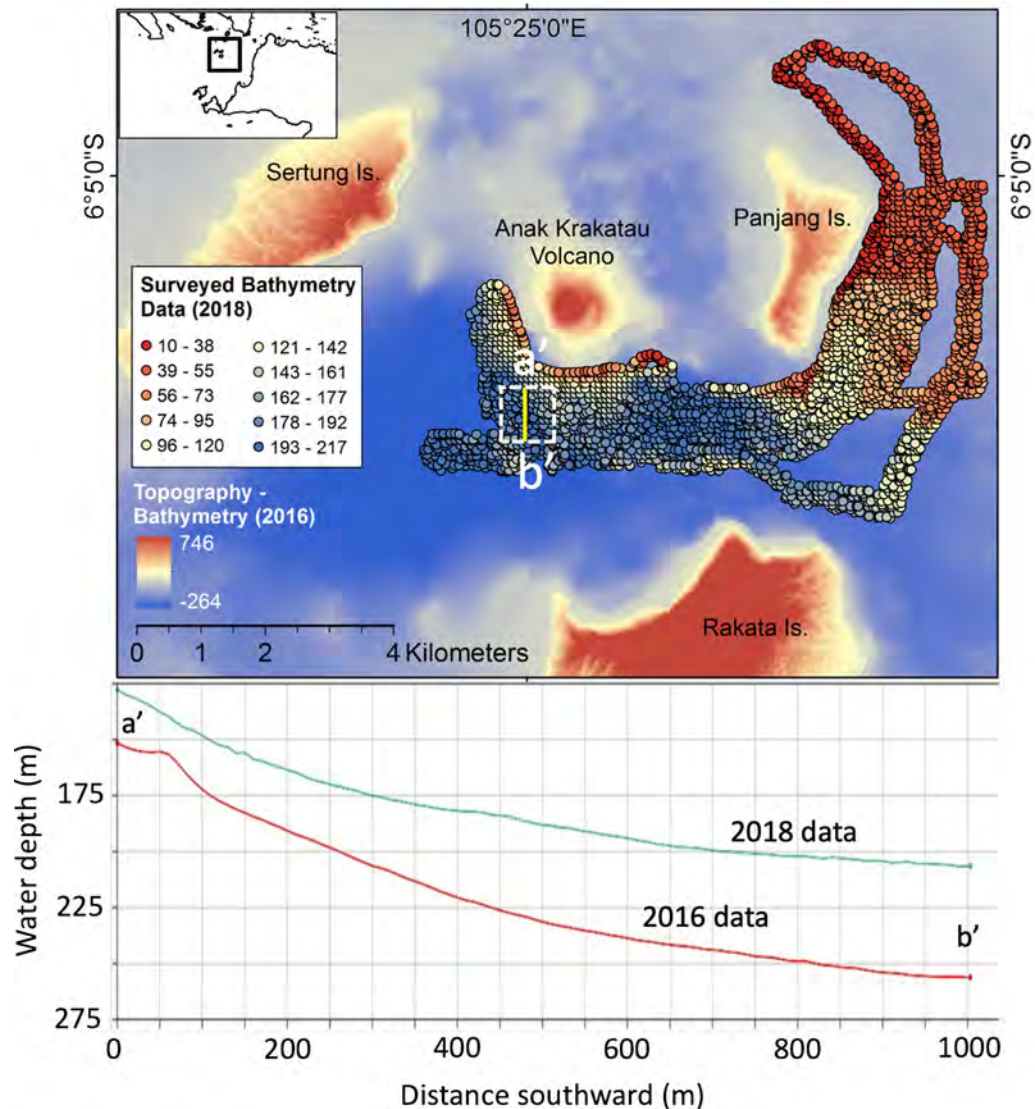 105°25'0"E
6°5'0"S
6°5'0"S
Sertung Is.
Anak Krakatau
Volcano
Panjang Is.
Surveyed Bathymetry
Data (2018)
10 - 38
121 - 142
39 - 55
143 - 161
56 - 73
162 - 177
74 - 95
178 - 192
96 - 120
193 - 217
a’
b’
Topography -
Bathymetry (2016)
746
-264
Rakata Is.
0 1 2 4 Kilometers
a’
Water depth (m)
175
225
275
2018 data
2016 data
b’
0 200 400 600 800 1000
Distance southward (m)